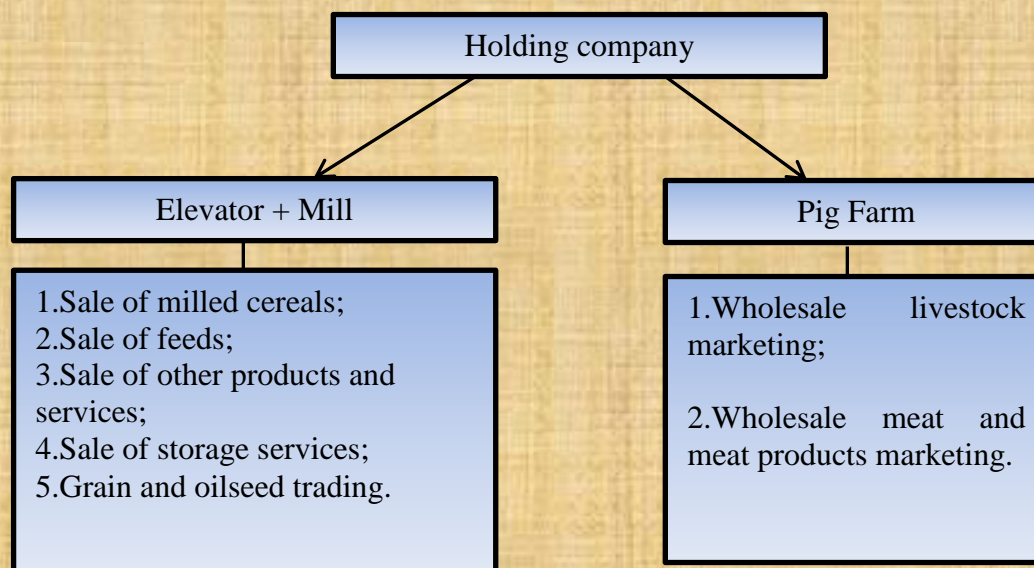 Holding company
Elevator + Mill
1.Sale of milled cereals;
2.Sale of feeds;
3.Sale of other products and
services;
4.Sale of storage services;
5.Grain and oilseed trading.
Pig Farm
1.Wholesale livestock
marketing;
2.Wholesale meat and
meat products marketing.